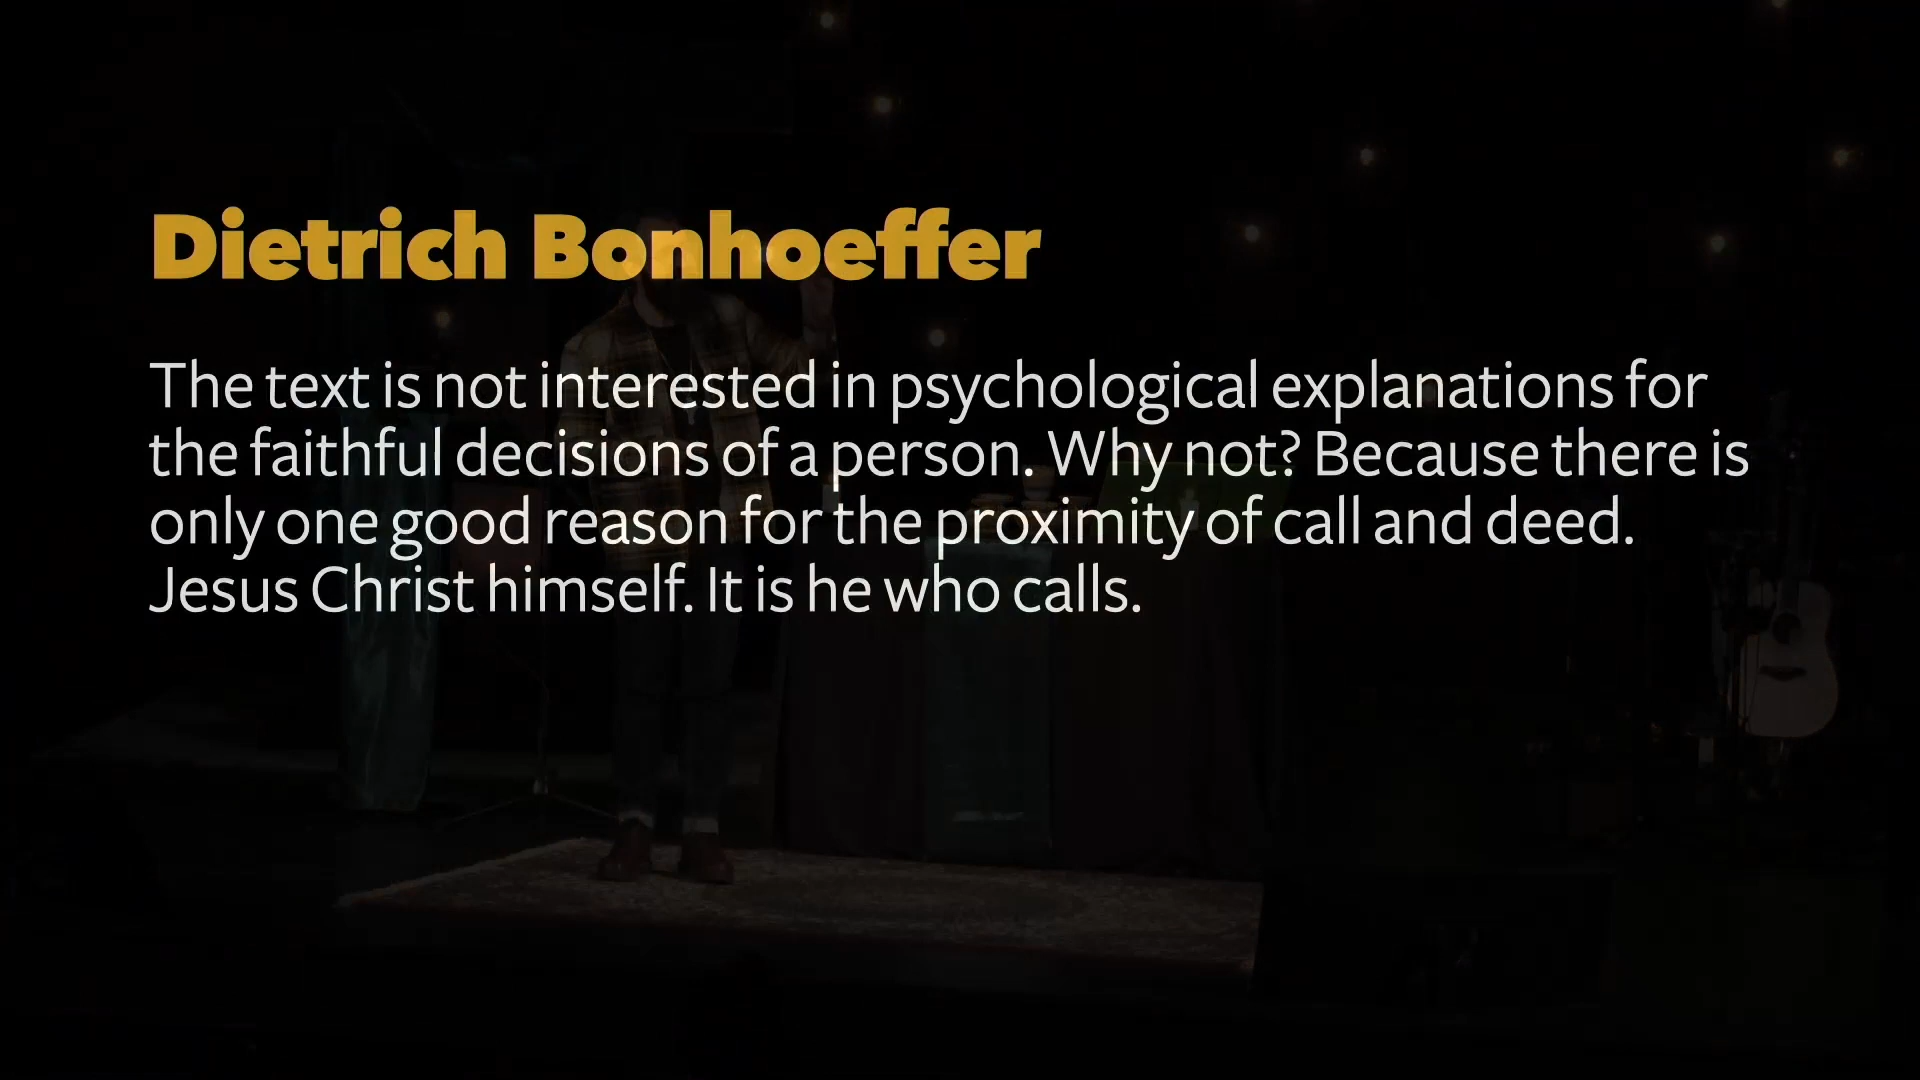 Dietrich Bonhoeffer
The text is not interested in psychological explanations for
the faithful decisions of a person. Why not? Because there is
only one good reason for the proximity of call and deed.
Jesus Christ himself. It is he who calls.